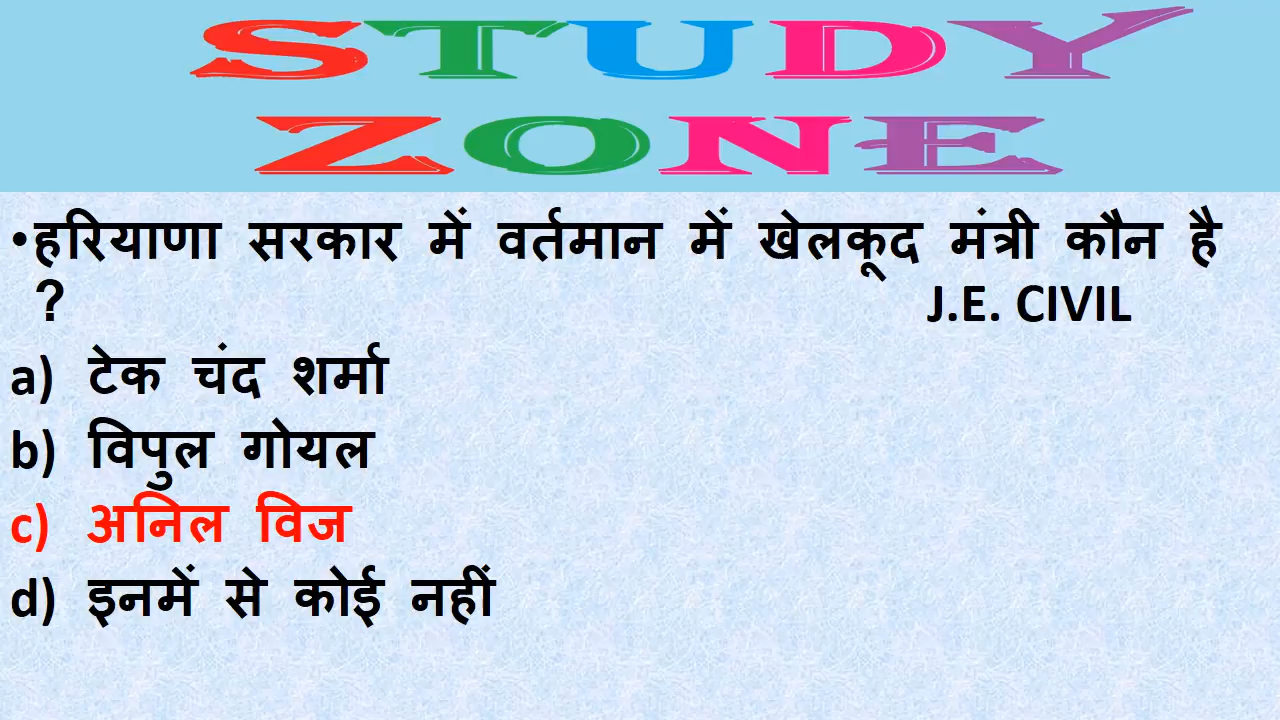 STUDY
ZONE
•हरियाणा सरकार में वर्तमान में खेलकूद मंत्री कौन है
? J.E. CIVIL
a) टेक चंद शर्मा
b) विपुल गोयल
c) अनिल विज
d) इनमें से कोई नहीं